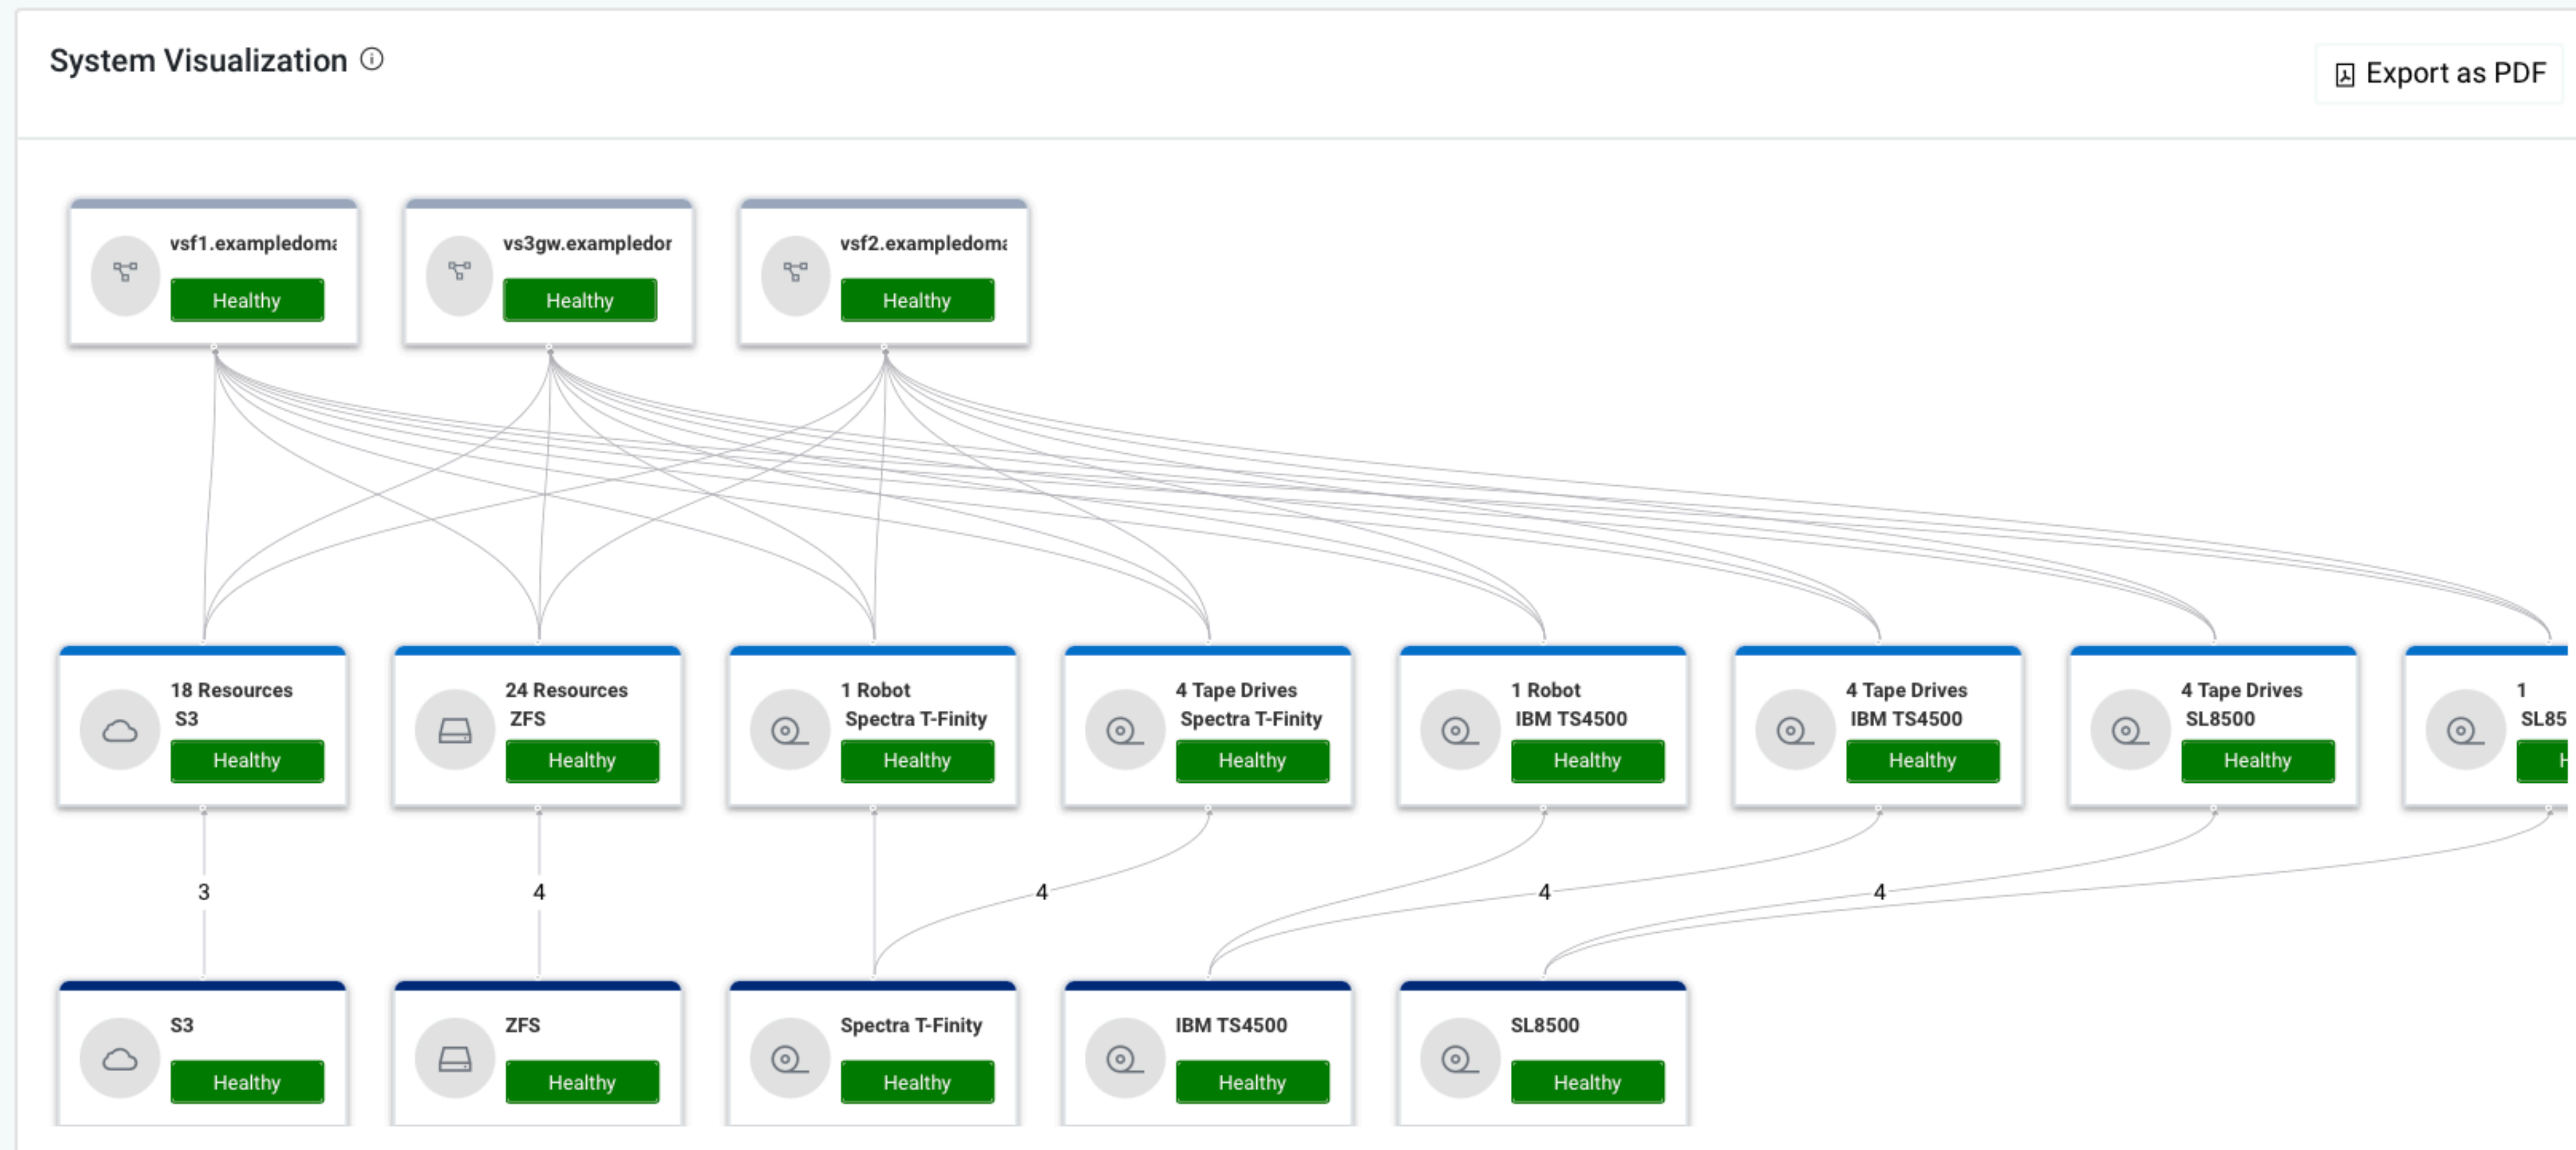 System Visualization
Export as PDF
vsf1.exampledoma
Healthy
vs3gw.exampledor
Healthy
vsf2.exampledoma
Healthy
18 Resources
S3
Healthy
24 Resources
ZFS
Healthy
1 Robot
Spectra T-Finity
Healthy
4 Tape Drives
Spectra T-Finity
Healthy
1 Robot
IBM TS4500
Healthy
4 Tape Drives
IBM TS4500
Healthy
4 Tape Drives
SL8500
Healthy
1
SL85
H
3
4
4
4
4
S3
Healthy
ZFS
Healthy
Spectra T-Finity
Healthy
IBM TS4500
Healthy
SL8500
Healthy